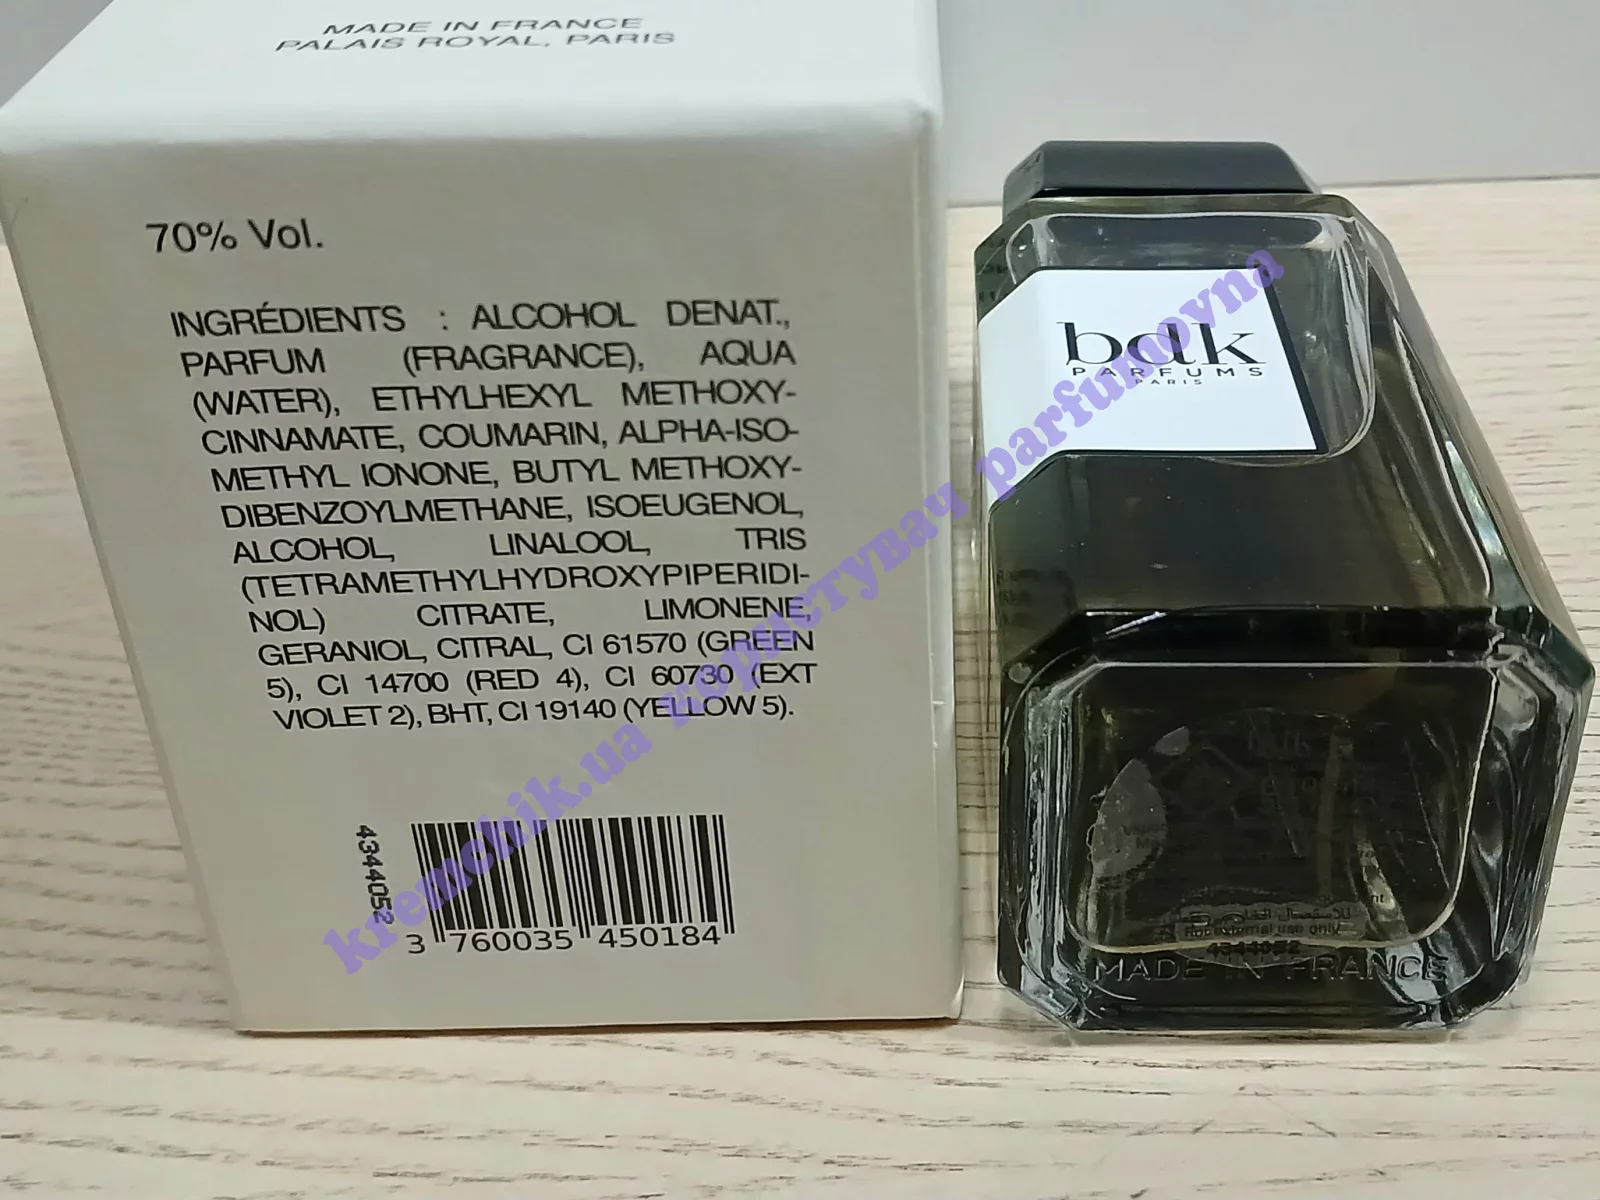 MADE IN FRANCE
PALAIS ROYAL, PARIS
70% Vol.
INGRÉDIENTS : ALCOHOL DENAT.,
PARFUM (FRAGRANCE), AQUA
(WATER), ETHYLHEXYL METHOXY-
CINNAMATE, COUMARIN, ALPHA-ISO-
METHYL IONONE, BUTYL METHOXY-
DIBENZOYLMETHANE, ISOEUGENOL,
ALCOHOL, LINALOOL, TRIS
(TETRAMETHYLHYDROXYPIPERIDI-
NOL) CITRATE, LIMONENE,
GERANIOL, CITRAL, CI 61570 (GREEN
5), CI 14700 (RED 4), CI 60730 (EXT
VIOLET 2), BHT, CI 19140 (YELLOW 5).
4344052
3 760035 450184
bdk
PARFUMS
PARIS
For external use only
4344052
MADE IN FRANCE
kremchik.ua користувач parfumovna